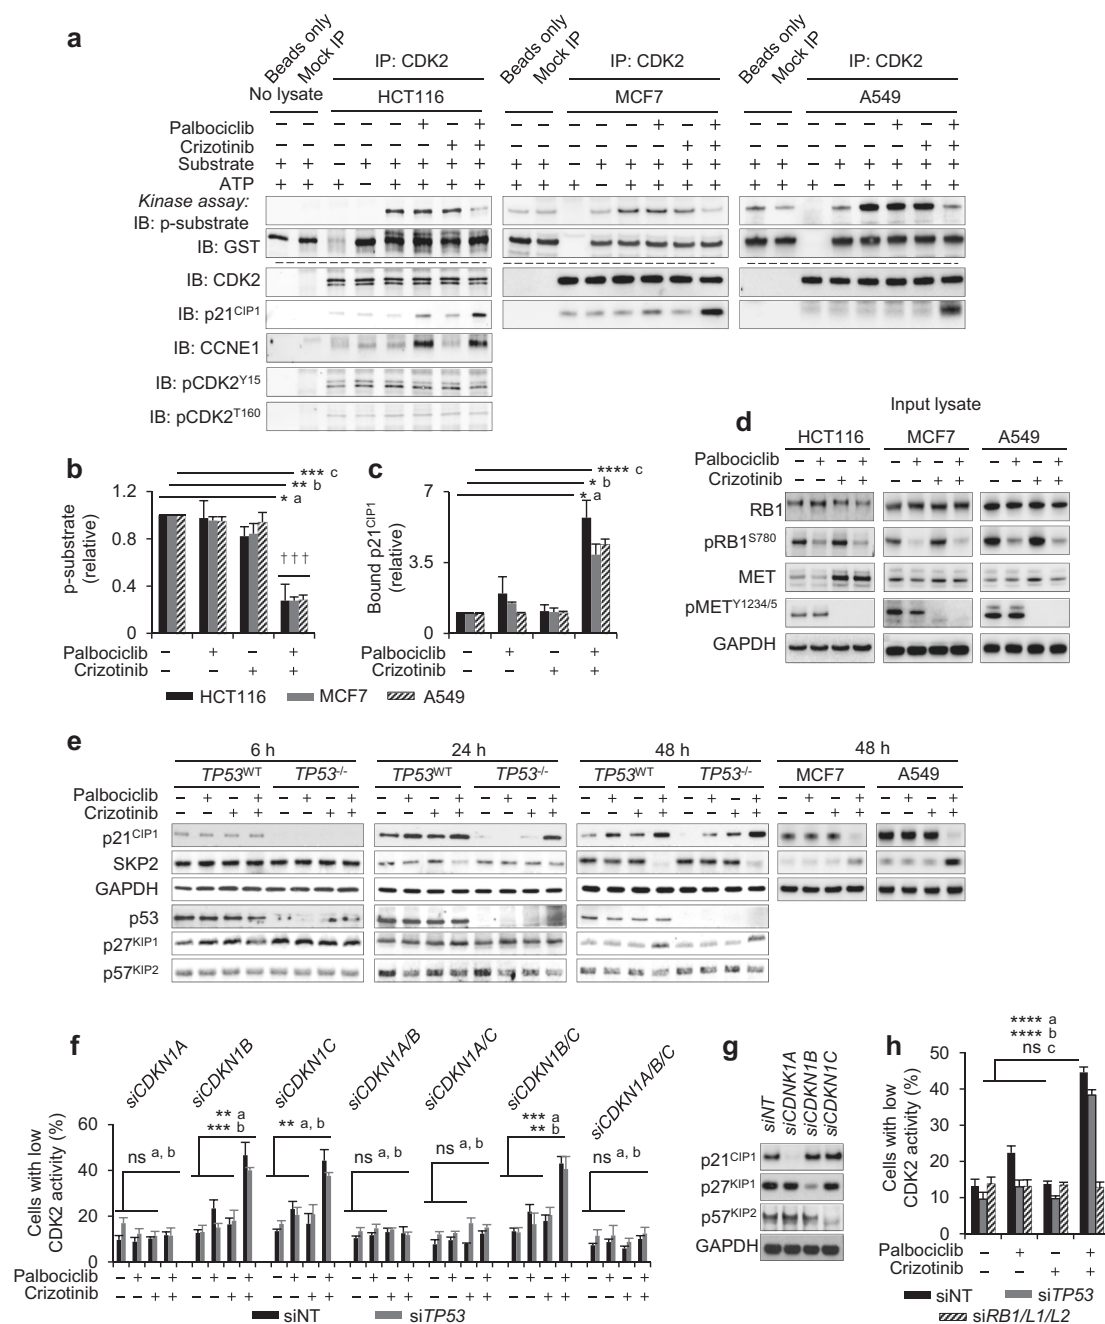 a
Beads only
Mock IP
IP: CDK2
Beads only
Mock IP
IP: CDK2
Beads only
Mock IP
IP: CDK2
No lysate
HCT116
MCF7
A549
Palbociclib – – – – – + – + – – – – – + – + – – – – – + – +
Crizotinib – – – – – – + + – – – – – – + + – – – – – – + +
Substrate + + – + + + + + + + – + + + + + + + – + + + + +
ATP + + + – + + + + + + + – + + + + + + + – + + + +
Kinase assay:
IB: p-substrate
IB: GST
IB: CDK2
IB: p21CIP1
IB: CCNE1
IB: pCDK2Y15
IB: pCDK2T160
b
*** c
** b
* a
1.2
0.8
0.4
0
p-substrate
(relative)
†††
Palbociclib – + – +
Crizotinib – – + +
c
**** c
* b
* a
7
3.5
0
Bound p21CIP1
(relative)
Palbociclib – + – +
Crizotinib – – + +
HCT116 MCF7 A549
d
Input lysate
HCT116 MCF7 A549
Palbociclib – + – + – + – + – + – +
Crizotinib – – + + – – + + – – + +
RB1
pRB1S780
MET
pMETY1234/5
GAPDH
e
6 h 24 h 48 h 48 h
TP53WT TP53-/- TP53WT TP53-/- TP53WT TP53-/- MCF7 A549
Palbociclib – + – + – + – + – + – + – + – + – + – + – + – + – + – + – + – +
Crizotinib – – + + – – + + – – + + – – + + – – + + – – + + – – + + – – + +
p21CIP1
SKP2
GAPDH
p53
p27KIP1
p57KIP2
f
siCDKN1A
siCDKN1B
siCDKN1C
siCDKN1A/B
siCDKN1A/C
siCDKN1B/C
siCDKN1A/B/C
60
40
20
0
Cells with low
CDK2 activity (%)
ns a, b
** a
*** b
** a, b
ns a, b
ns a, b
*** a
** b
ns a, b
Palbociclib – + – + – + – + – + – + – + – + – + – + – + – + – + – +
Crizotinib – – + + – – + + – – + + – – + + – – + + – – + + – – + +
siNT siTP53
g
siNT
siCDNK1A
siCDKN1B
siCDKN1C
p21CIP1
p27KIP1
p57KIP2
GAPDH
h
**** a
**** b
ns c
50
40
30
20
10
0
Cells with low
CDK2 activity (%)
Palbociclib – + – +
Crizotinib – – + +
siNT siTP53
siRB1/L1/L2